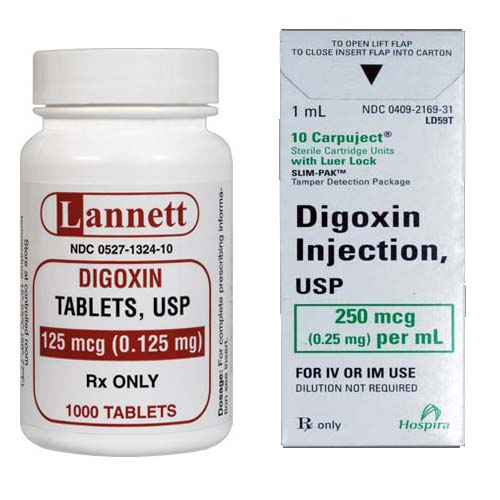 Lannett
NDC 0527-1324-10
DIGOXIN
TABLETS, USP
125 mcg (0.125 mg)
Rx ONLY
1000 TABLETS
Dosage: For complete prescribing informa-
tion see insert.
Store at controlled room
TO OPEN LIFT FLAP
TO CLOSE INSERT FLAP INTO CARTON
1 mL NDC 0409-2169-31
LD59T
10 Carpuject®
Sterile Cartridge Units
with Luer Lock
SLIM-PAK™
Tamper Detection Package
Digoxin
Injection,
USP
250 mcg
(0.25 mg) per mL
FOR IV OR IM USE
DILUTION NOT REQUIRED
Rx only Hospira